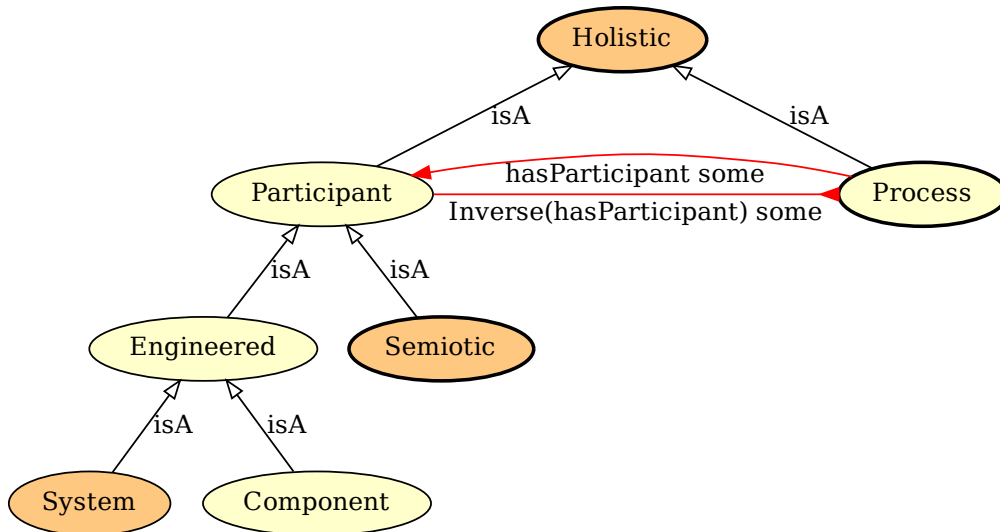 Holistic
isA
isA
hasParticipant some
Participant
Process
Inverse(hasParticipant) some
isA
isA
Engineered
Semiotic
isA
isA
System
Component